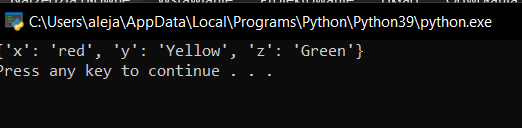 C:\Users\aleja\AppData\Local\Programs\Python\Python39\python.exe
{'x': 'red', 'y': 'Yellow', 'z': 'Green'}
Press any key to continue . . .